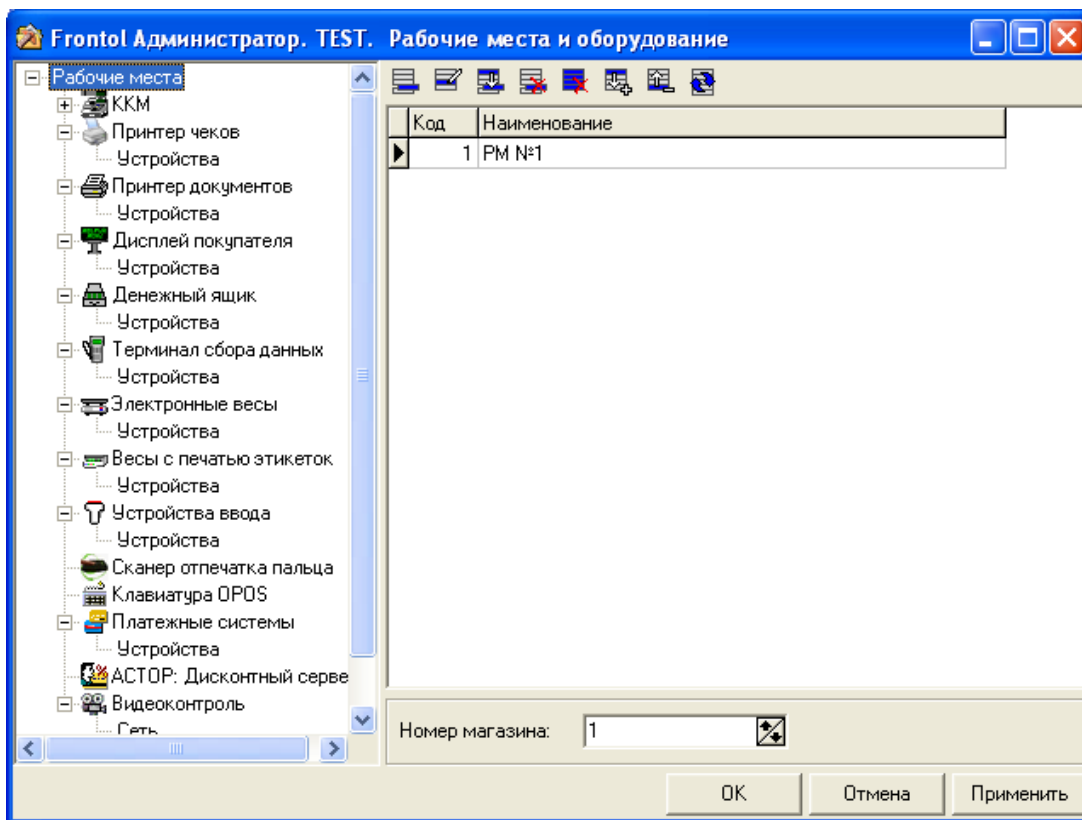 Frontol Администратор. TEST. Рабочие места и оборудование
Рабочие места
ККМ
Принтер чеков
Устройства
Принтер документов
Устройства
Дисплей покупателя
Устройства
Денежный ящик
Устройства
Терминал сбора данных
Устройства
Электронные весы
Устройства
Весы с печатью этикеток
Устройства
Устройства ввода
Устройства
Сканер отпечатка пальца
Клавиатура OPOS
Платежные системы
Устройства
АСТОР: Дисконтный серве
Видеоконтроль
Сеть
Код Наименование
1 РМ №1
Номер магазина: 1
ОК Отмена Применить